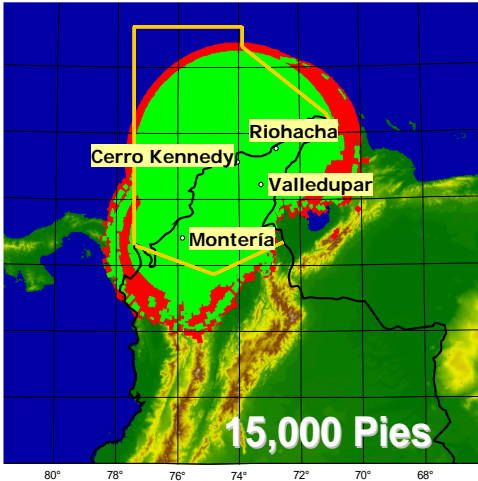 Riohacha
Cerro Kennedy
Valledupar
Montería
15,000 Pies
80° 78° 76° 74° 72° 70° 68°